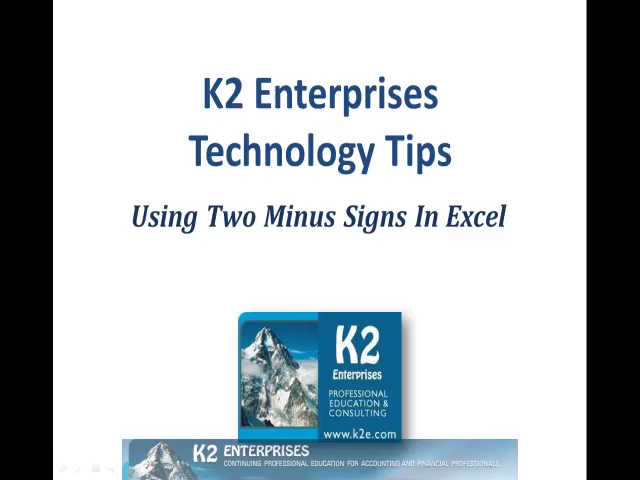 K2 Enterprises
Technology Tips
Using Two Minus Signs In Excel
K2
Enterprises
PROFESSIONAL
EDUCATION &
CONSULTING
www.k2e.com
K2 ENTERPRISES
CONTINUING PROFESSIONAL EDUCATION FOR ACCOUNTING AND FINANCIAL PROFESSIONALS